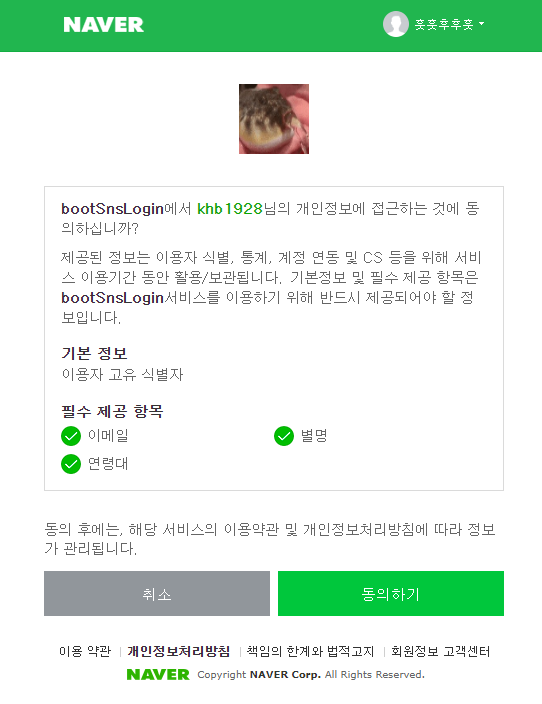 NAVER
훗훗후후훗
bootSnsLogin에서 khb1928님의 개인정보에 접근하는 것에 동
의하십니까?
제공된 정보는 이용자 식별, 통계, 계정 연동 및 CS 등을 위해 서비
스 이용기간 동안 활용/보관됩니다. 기본정보 및 필수 제공 항목은
bootSnsLogin서비스를 이용하기 위해 반드시 제공되어야 할 정
보입니다.
기본 정보
이용자 고유 식별자
필수 제공 항목
이메일 별명
연령대
동의 후에는, 해당 서비스의 이용약관 및 개인정보처리방침에 따라 정보
가 관리됩니다.
취소 동의하기
이용 약관 | 개인정보처리방침 | 책임의 한계와 법적고지 | 회원정보 고객센터
NAVER Copyright NAVER Corp. All Rights Reserved.